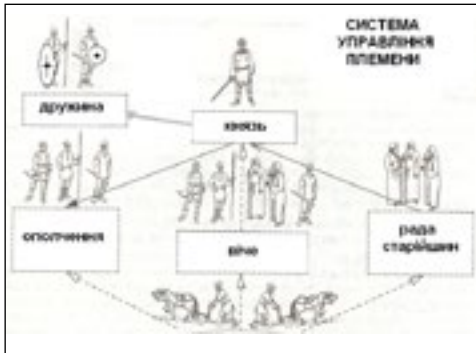 СИСТЕМА
УПРАВЛІННЯ
ПЛЕМЕНИ
дружина
князь
ополчення
віче
рада
старійшин